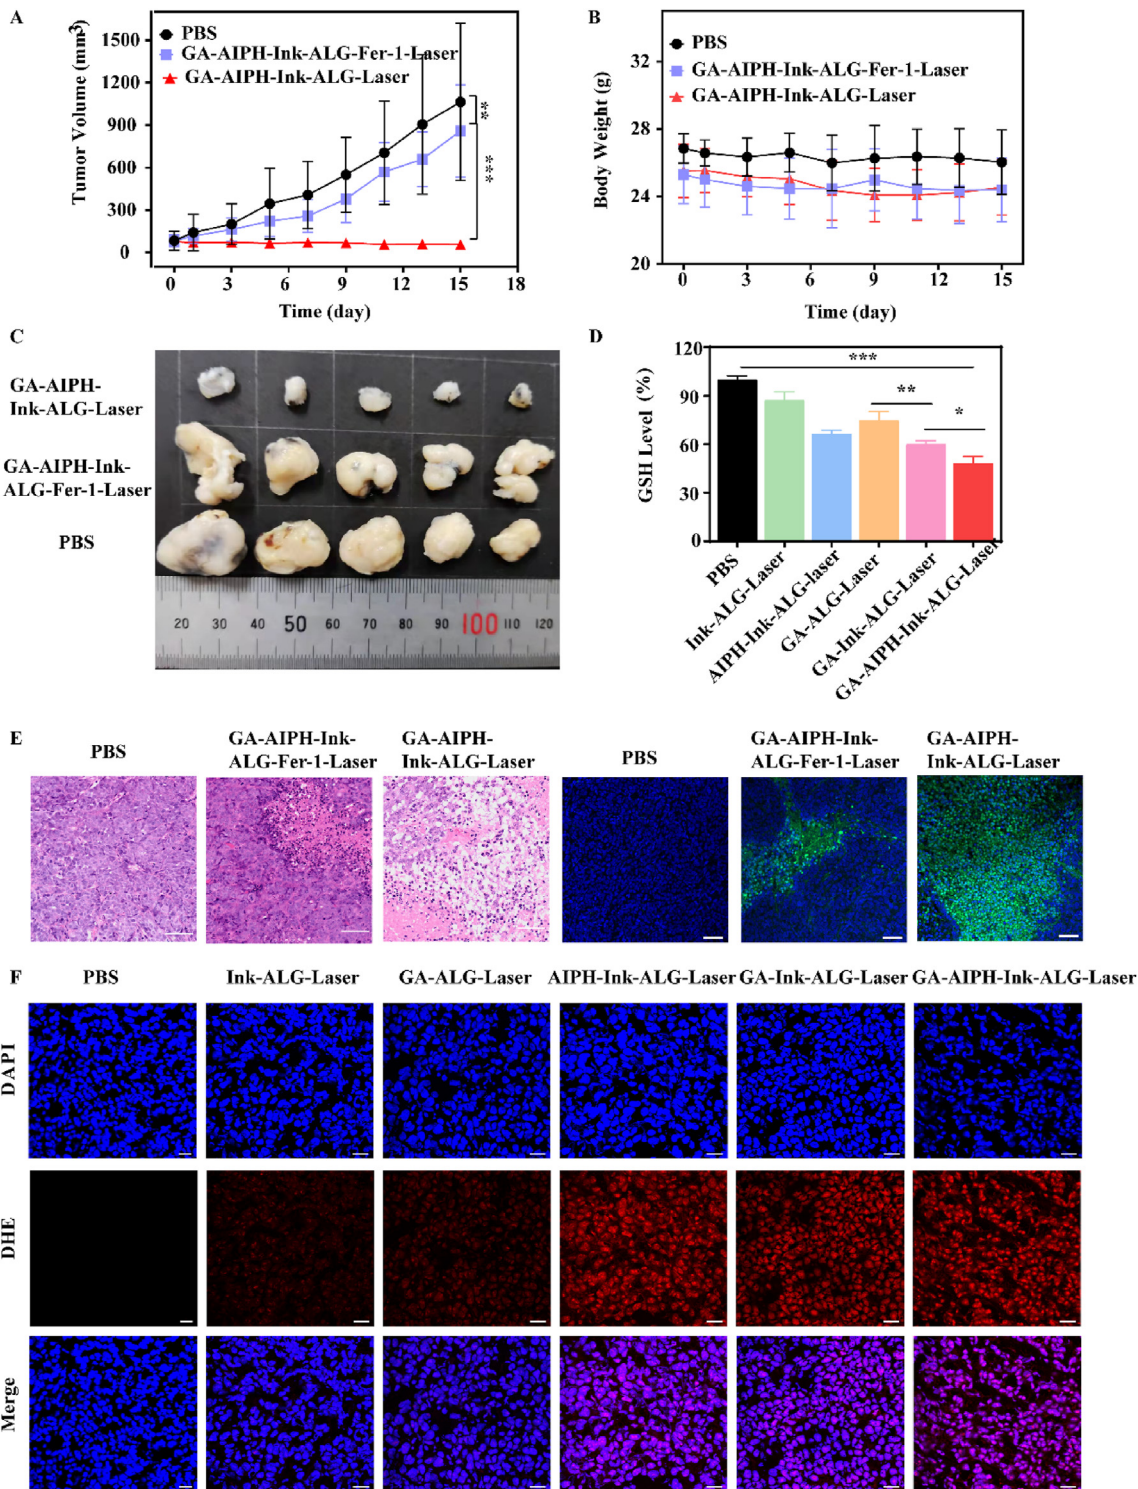 A
Tumor Volume (mm³)
1500
1200
900
600
300
0
PBS
GA-AIPH-Ink-ALG-Fer-1-Laser
GA-AIPH-Ink-ALG-Laser
**
***
0 3 6 9 12 15 18
Time (day)
B
Body Weight (g)
32
28
24
20
PBS
GA-AIPH-Ink-ALG-Fer-1-Laser
GA-AIPH-Ink-ALG-Laser
0 3 6 9 12 15
Time (day)
C
GA-AIPH-
Ink-ALG-Laser
GA-AIPH-Ink-
ALG-Fer-1-Laser
PBS
20 30 40 50 60 70 80 90 100 110 120
D
GSH Level (%)
120
90
60
30
0
***
**
*
PBS
Ink-ALG-Laser
AIPH-Ink-ALG-laser
GA-ALG-Laser
GA-Ink-ALG-Laser
GA-AIPH-Ink-ALG-Laser
E
PBS
GA-AIPH-Ink-
ALG-Fer-1-Laser
GA-AIPH-
Ink-ALG-Laser
PBS
GA-AIPH-Ink-
ALG-Fer-1-Laser
GA-AIPH-
Ink-ALG-Laser
F
PBS Ink-ALG-Laser GA-ALG-Laser AIPH-Ink-ALG-Laser GA-Ink-ALG-Laser GA-AIPH-Ink-ALG-Laser
DAPI
DHE
Merge